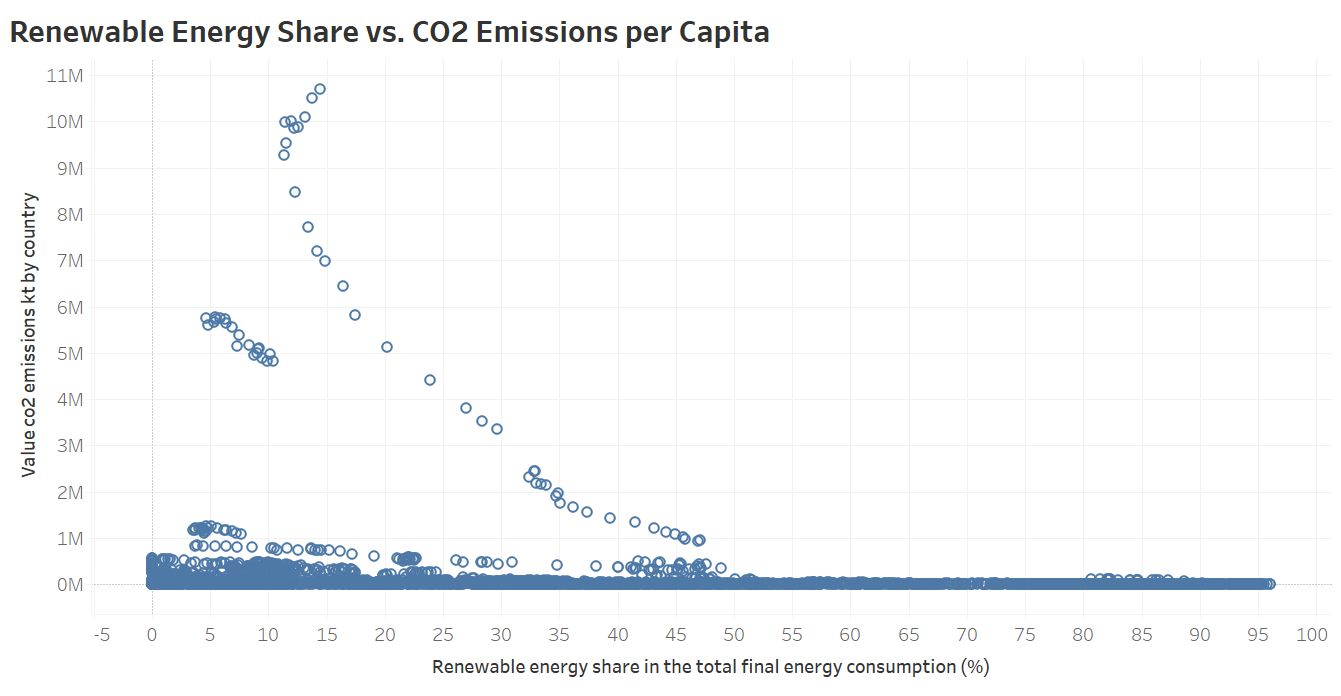 Renewable Energy Share vs. CO2 Emissions per Capita
11M
10M
9M
8M
7M
6M
5M
4M
3M
2M
1M
0M
Value co2 emissions kt by country
-5 0 5 10 15 20 25 30 35 40 45 50 55 60 65 70 75 80 85 90 95 100
Renewable energy share in the total final energy consumption (%)